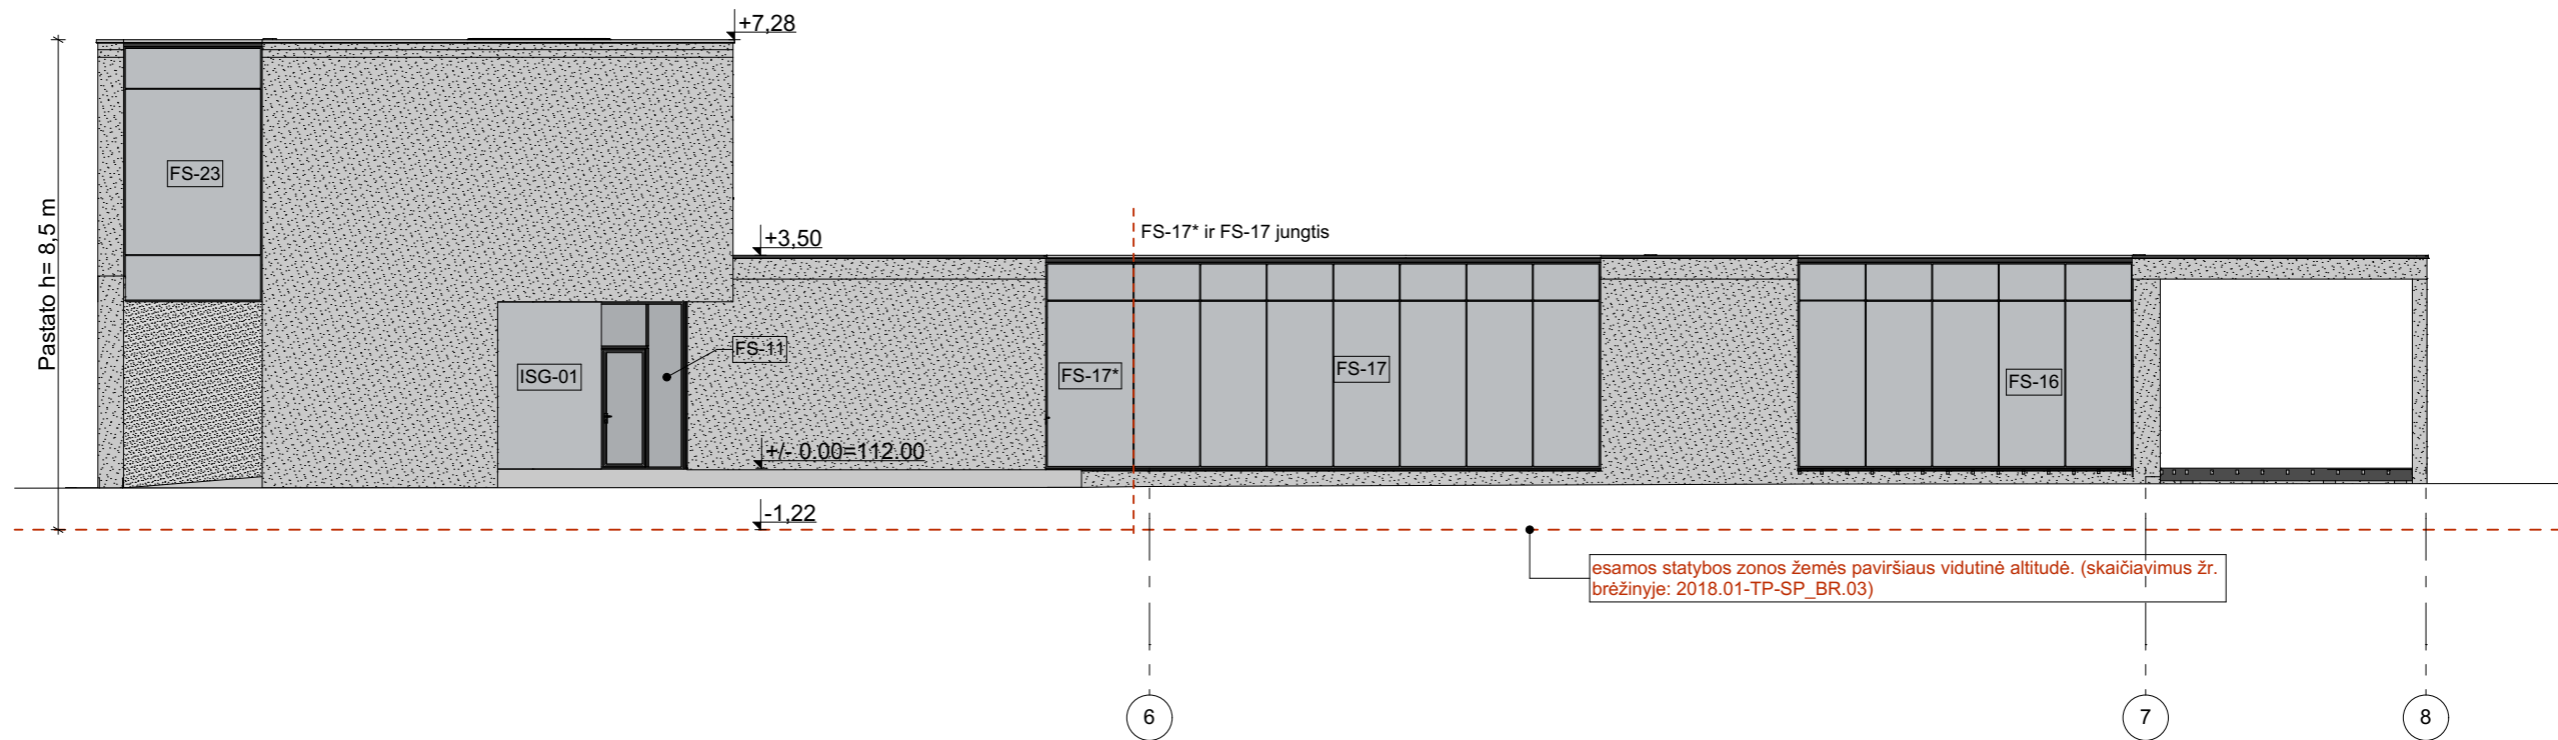 +7,28
Pastato h= 8,5 m
FS-23
+3,50
FS-17* ir FS-17 jungtis
FS-11
ISG-01
FS-17*
FS-17
FS-16
+/- 0.00=112.00
-1,22
esamos statybos zonos žemės paviršiaus vidutinė altitudė. (skaičiavimus žr.
brėžinyje: 2018.01-TP-SP_BR.03)
6
7
8